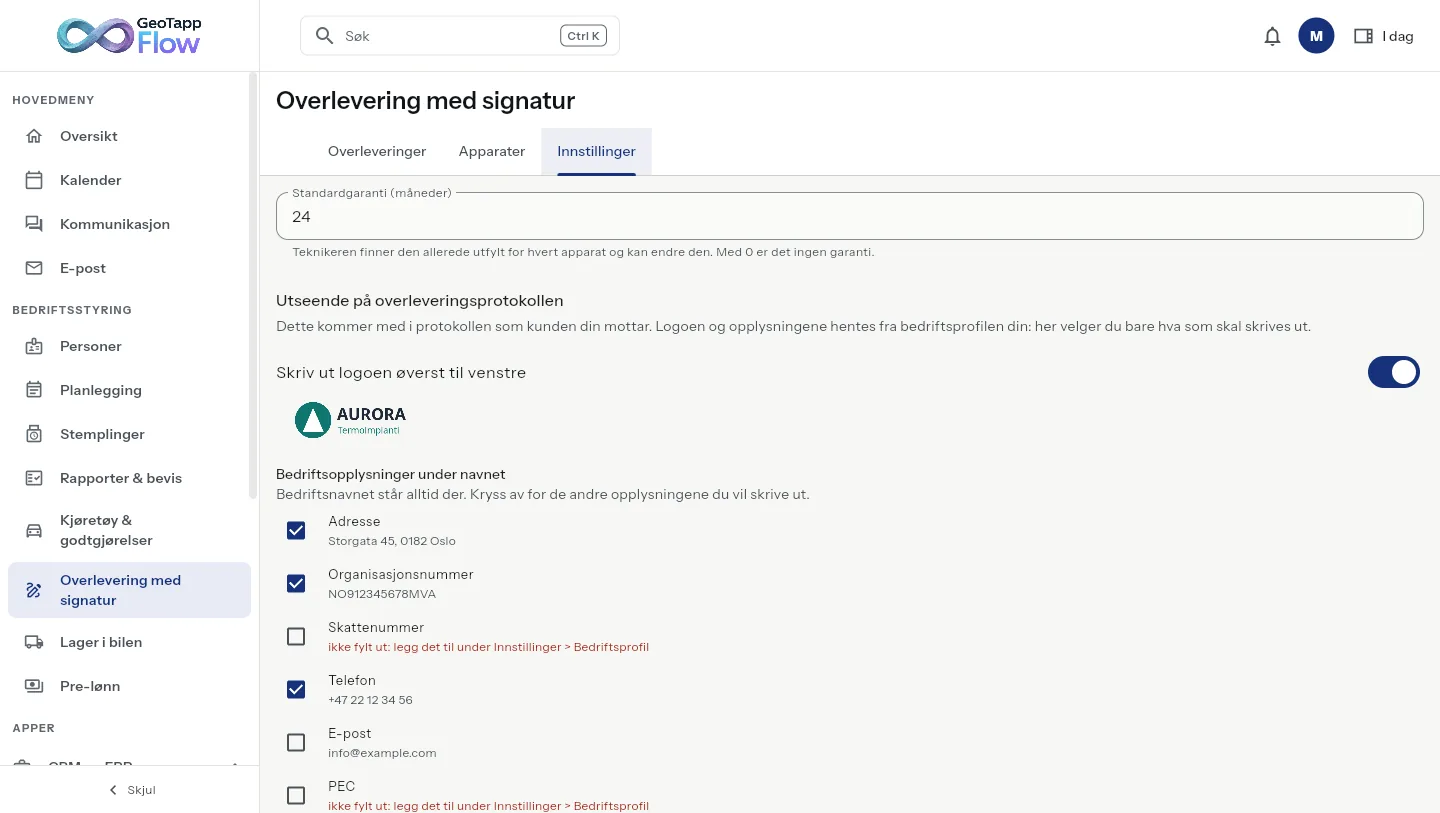 GeoTapp
Flow
Søk
Ctrl K
M
I dag
HOVEDMENY
Oversikt
Kalender
Kommunikasjon
E-post
BEDRIFTSSTYRING
Personer
Planlegging
Stemplinger
Rapporter & bevis
Kjøretøy &
godtgjørelser
Overlevering med
signatur
Lager i bilen
Pre-lønn
APPER
Skjul
Overlevering med signatur
Overleveringer
Apparater
Innstillinger
Standardgaranti (måneder)
24
Teknikeren finner den allerede utfylt for hvert apparat og kan endre den. Med 0 er det ingen garanti.
Utseende på overleveringsprotokollen
Dette kommer med i protokollen som kunden din mottar. Logoen og opplysningene hentes fra bedriftsprofilen din: her velger du bare hva som skal skrives ut.
Skriv ut logoen øverst til venstre
AURORA
Termoimpianti
Bedriftsopplysninger under navnet
Bedriftsnavnet står alltid der. Kryss av for de andre opplysningene du vil skrive ut.
Adresse
Storgata 45, 0182 Oslo
Organisasjonsnummer
NO912345678MVA
Skattenummer
ikke fylt ut: legg det til under Innstillinger > Bedriftsprofil
Telefon
+47 22 12 34 56
E-post
info@example.com
PEC
ikke fylt ut: legg det til under Innstillinger > Bedriftsprofil